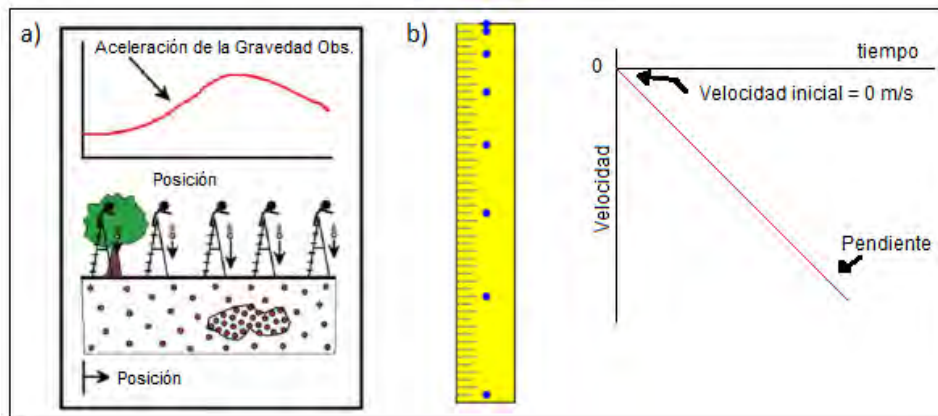 a)
Aceleración de la Gravedad Obs.
Posición
Posición
b)
tiempo
0
Velocidad inicial = 0 m/s
Velocidad
Pendiente